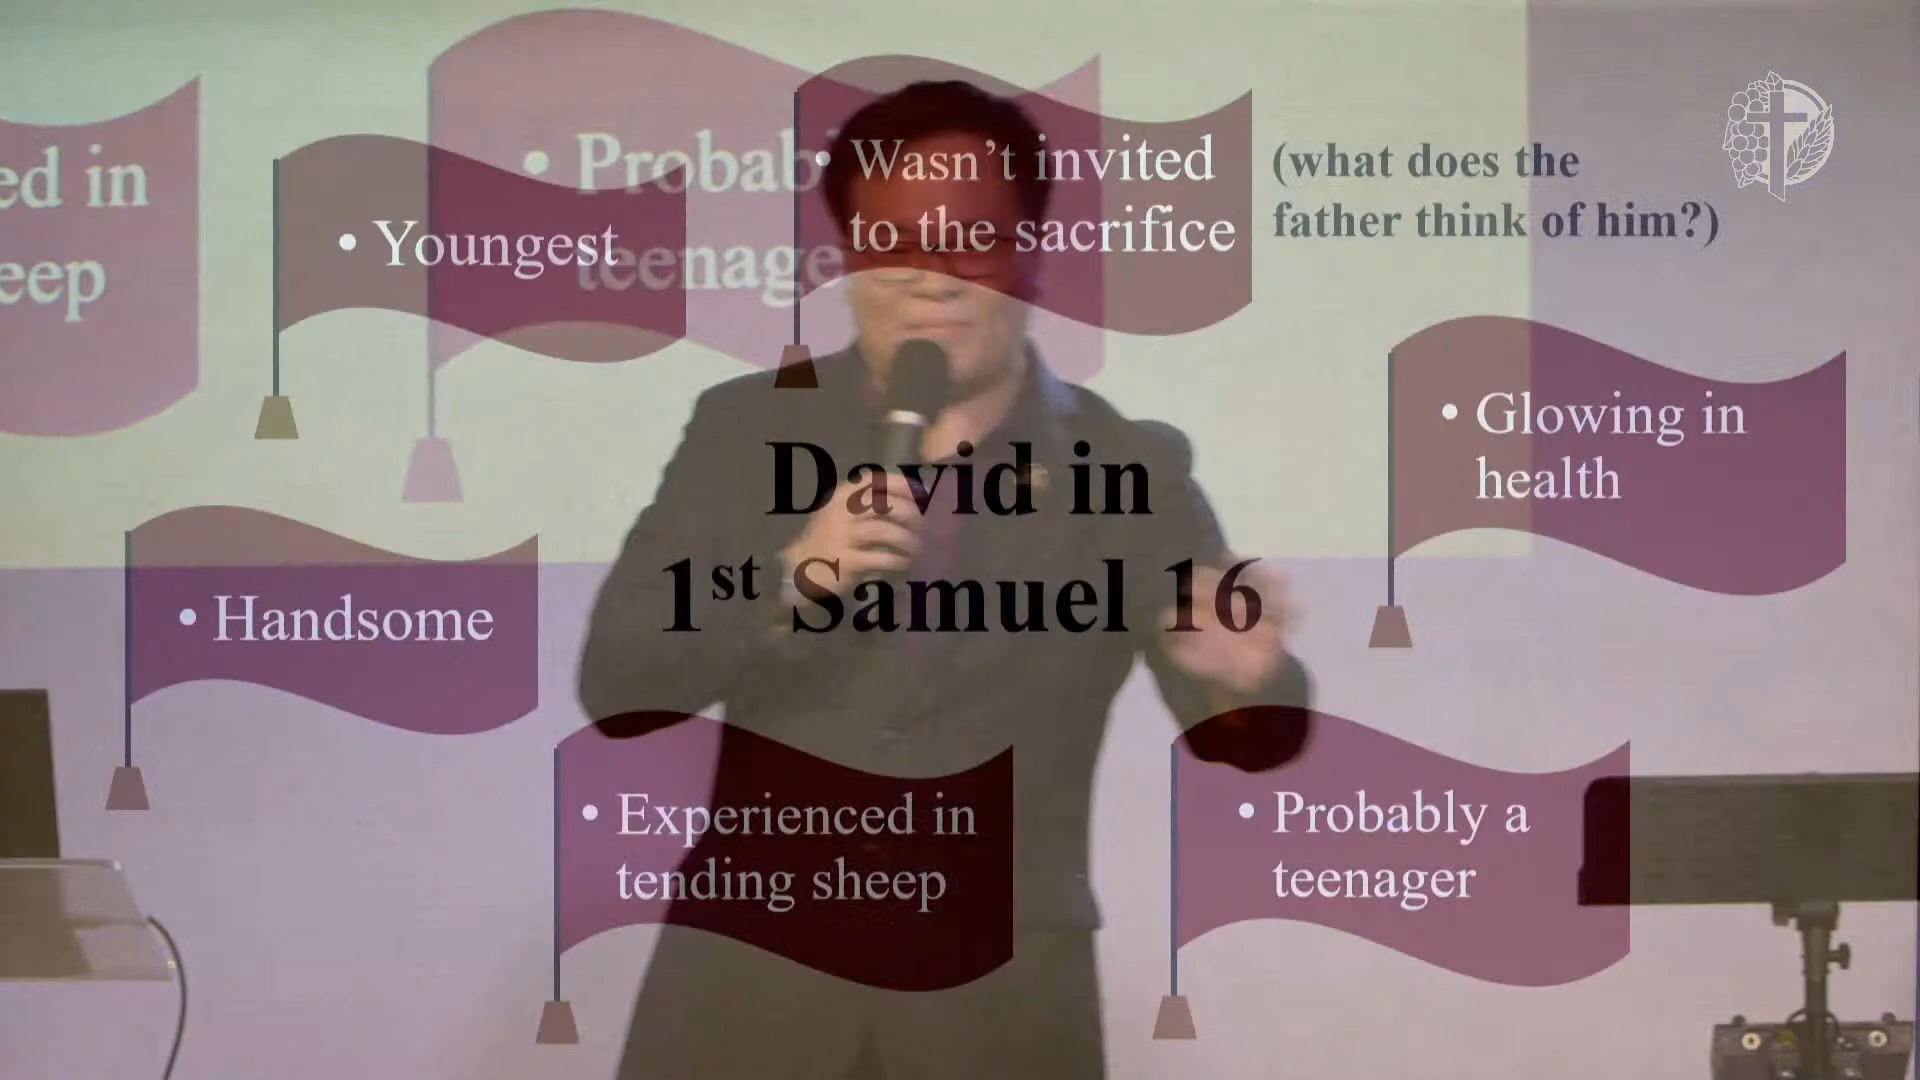 ed in
eep
• Probab
teenage
• Youngest
• Wasn’t invited
to the sacrifice
(what does the
father think of him?)
• Glowing in
health
David in
1st Samuel 16
• Handsome
• Experienced in
tending sheep
• Probably a
teenager